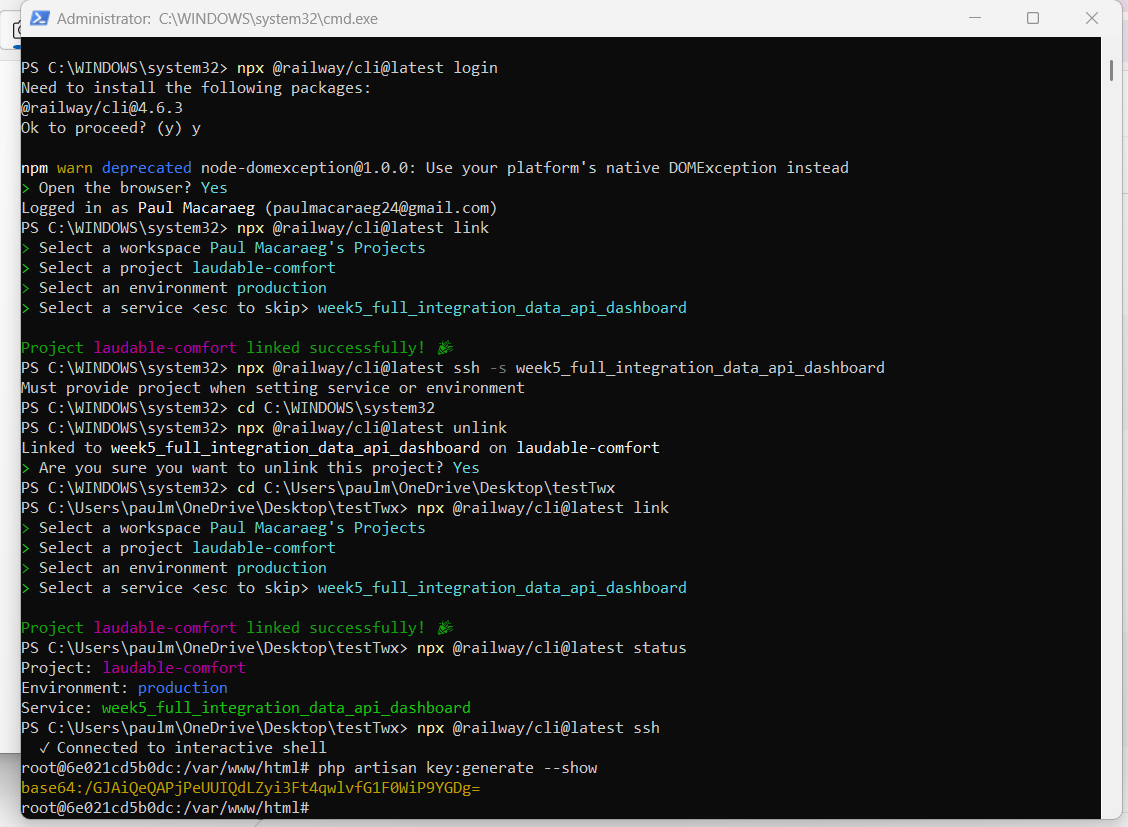 Administrator: C:\WINDOWS\system32\cmd.exe
PS C:\WINDOWS\system32> npx @railway/cli@latest login
Need to install the following packages:
@railway/cli@4.6.3
Ok to proceed? (y) y
npm warn deprecated node-domexception@1.0.0: Use your platform's native DOMException instead
> Open the browser? Yes
Logged in as Paul Macaraeg (paulmacaraeg24@gmail.com)
PS C:\WINDOWS\system32> npx @railway/cli@latest link
> Select a workspace Paul Macaraeg's Projects
> Select a project laudable-comfort
> Select an environment production
> Select a service <esc to skip> week5_full_integration_data_api_dashboard
Project laudable-comfort linked successfully! 🎉
PS C:\WINDOWS\system32> npx @railway/cli@latest ssh -s week5_full_integration_data_api_dashboard
Must provide project when setting service or environment
PS C:\WINDOWS\system32> cd C:\WINDOWS\system32
PS C:\WINDOWS\system32> npx @railway/cli@latest unlink
Linked to week5_full_integration_data_api_dashboard on laudable-comfort
> Are you sure you want to unlink this project? Yes
PS C:\WINDOWS\system32> cd C:\Users\paulm\OneDrive\Desktop\testTwx
PS C:\Users\paulm\OneDrive\Desktop\testTwx> npx @railway/cli@latest link
> Select a workspace Paul Macaraeg's Projects
> Select a project laudable-comfort
> Select an environment production
> Select a service <esc to skip> week5_full_integration_data_api_dashboard
Project laudable-comfort linked successfully! 🎉
PS C:\Users\paulm\OneDrive\Desktop\testTwx> npx @railway/cli@latest status
Project: laudable-comfort
Environment: production
Service: week5_full_integration_data_api_dashboard
PS C:\Users\paulm\OneDrive\Desktop\testTwx> npx @railway/cli@latest ssh
✓ Connected to interactive shell
root@6e021cd5b0dc:/var/www/html# php artisan key:generate --show
base64:/GJAiQeQAPjPeUUIQdLZyi3Ft4qwlvfG1F0WiP9YGDg=
root@6e021cd5b0dc:/var/www/html#